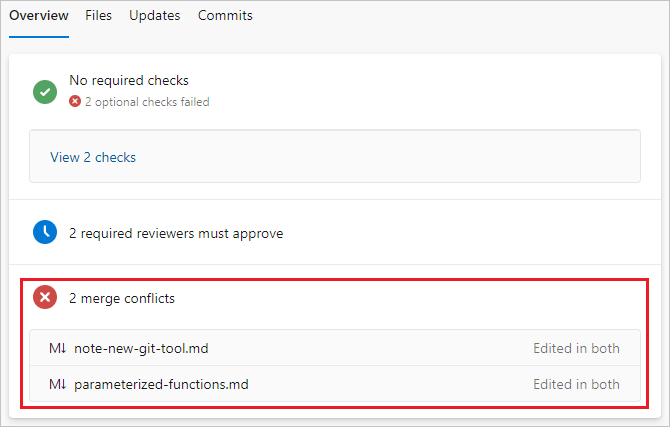 Overview Files Updates Commits
No required checks
2 optional checks failed
View 2 checks
2 required reviewers must approve
2 merge conflicts
M↓ note-new-git-tool.md Edited in both
M↓ parameterized-functions.md Edited in both